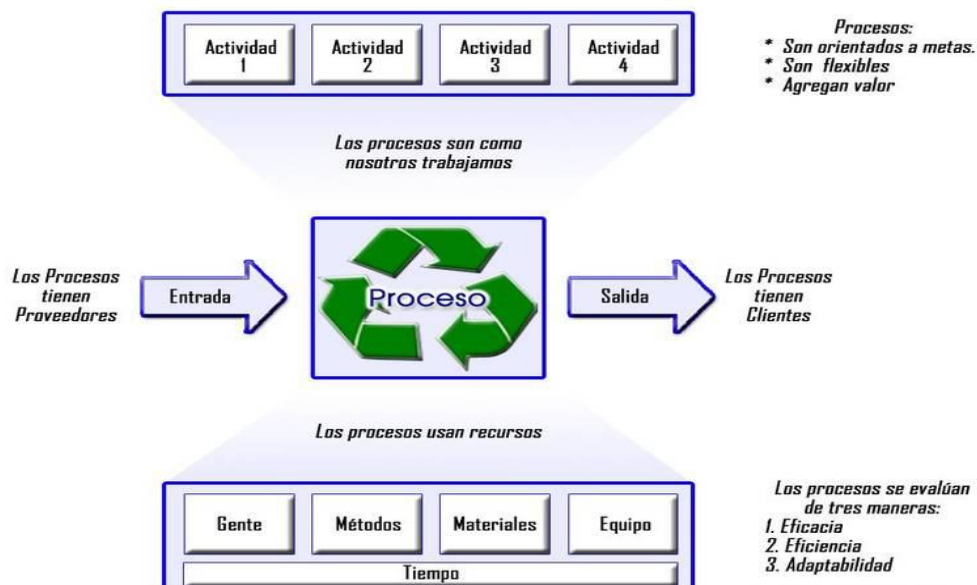 Actividad
1
Actividad
2
Actividad
3
Actividad
4
Procesos:
* Son orientados a metas.
* Son flexibles
* Agregan valor
Los procesos son como
nosotros trabajamos
Los Procesos
tienen
Proveedores
Entrada
Proceso
Salida
Los Procesos
tienen
Clientes
Los procesos usan recursos
Gente
Métodos
Materiales
Equipo
Tiempo
Los procesos se evalúan
de tres maneras:
1. Eficacia
2. Eficiencia
3. Adaptabilidad